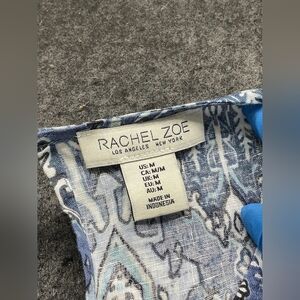 RACHEL ZOE
LOS ANGELES NEW YORK
US: M
CA: M/M
UK: M
EU: M
AU: M
MADE IN
INDONESIA